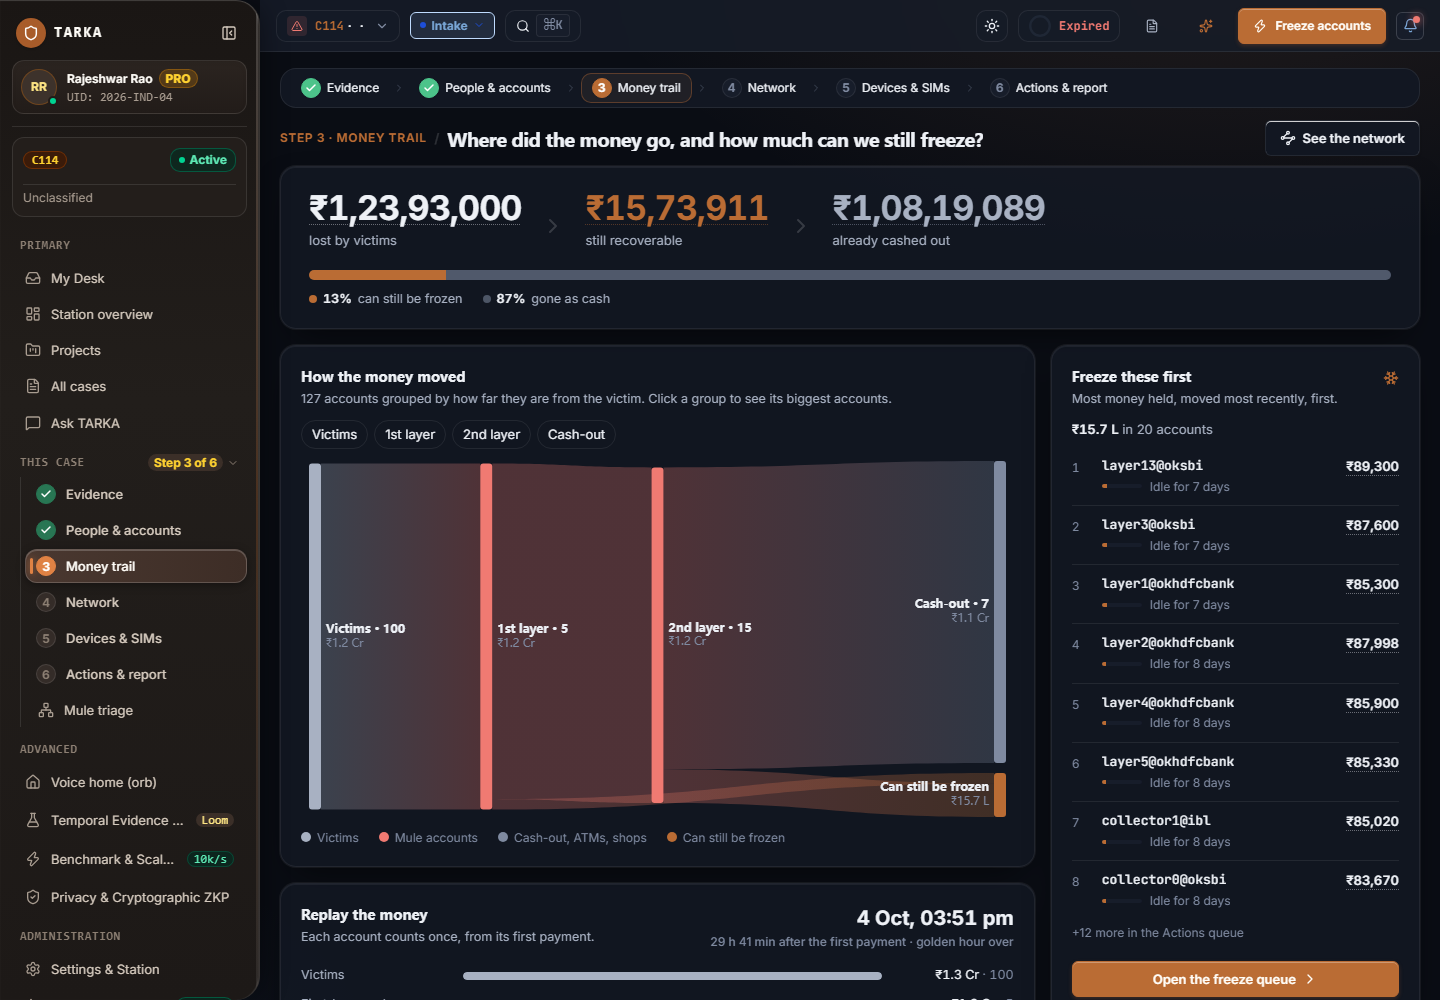 TARKA
RR
Rajeshwar Rao PRO
UID: 2026-IND-04
C114
Active
Unclassified
PRIMARY
My Desk
Station overview
Projects
All cases
Ask TARKA
THIS CASE
Step 3 of 6
Evidence
People & accounts
3 Money trail
4 Network
5 Devices & SIMs
6 Actions & report
Mule triage
ADVANCED
Voice home (orb)
Temporal Evidence ... Loom
Benchmark & Scal... 10k/s
Privacy & Cryptographic ZKP
ADMINISTRATION
Settings & Station
C114 · ·
Intake
⌘K
Expired
Freeze accounts
Evidence
People & accounts
3 Money trail
4 Network
5 Devices & SIMs
6 Actions & report
STEP 3 · MONEY TRAIL / Where did the money go, and how much can we still freeze?
See the network
₹1,23,93,000
lost by victims
₹15,73,911
still recoverable
₹1,08,19,089
already cashed out
13% can still be frozen
87% gone as cash
How the money moved
127 accounts grouped by how far they are from the victim. Click a group to see its biggest accounts.
Victims
1st layer
2nd layer
Cash-out
Victims • 100
₹1.2 Cr
1st layer • 5
₹1.2 Cr
2nd layer • 15
₹1.2 Cr
Cash-out • 7
₹1.1 Cr
Can still be frozen
₹15.7 L
Victims
Mule accounts
Cash-out, ATMs, shops
Can still be frozen
Replay the money
Each account counts once, from its first payment.
4 Oct, 03:51 pm
29 h 41 min after the first payment · golden hour over
Victims
₹1.3 Cr · 100
Freeze these first
Most money held, moved most recently, first.
₹15.7 L in 20 accounts
1 layer13@oksbi ₹89,300
Idle for 7 days
2 layer3@oksbi ₹87,600
Idle for 7 days
3 layer1@okhdfcbank ₹85,300
Idle for 7 days
4 layer2@okhdfcbank ₹87,998
Idle for 8 days
5 layer4@okhdfcbank ₹85,900
Idle for 8 days
6 layer5@okhdfcbank ₹85,330
Idle for 8 days
7 collector1@ibl ₹85,020
Idle for 8 days
8 collector0@oksbi ₹83,670
Idle for 8 days
+12 more in the Actions queue
Open the freeze queue